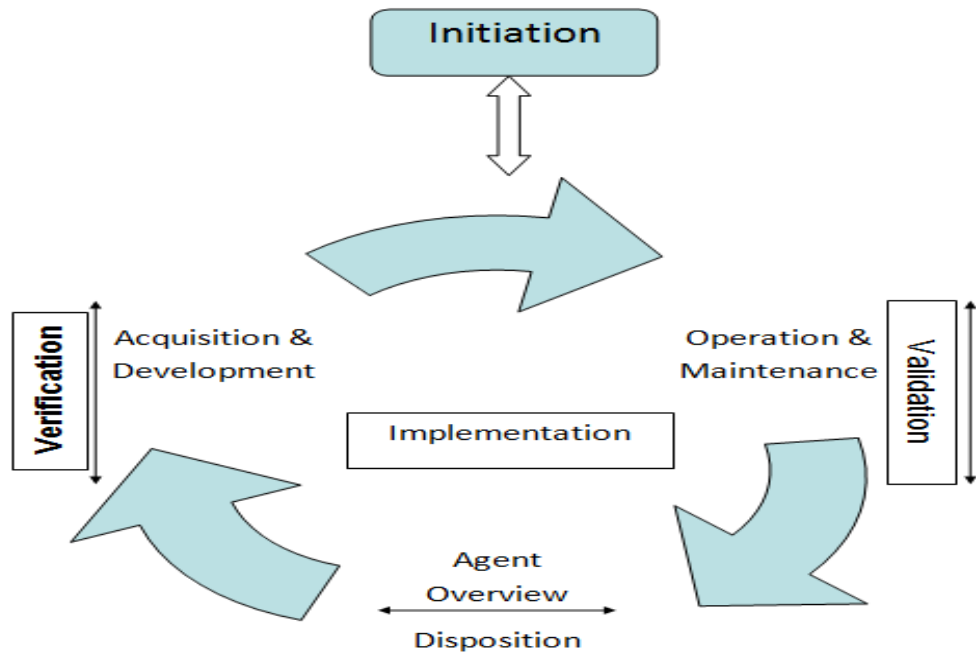 Initiation
Verification
Acquisition &
Development
Operation &
Maintenance
Validation
Implementation
Agent
Overview
Disposition